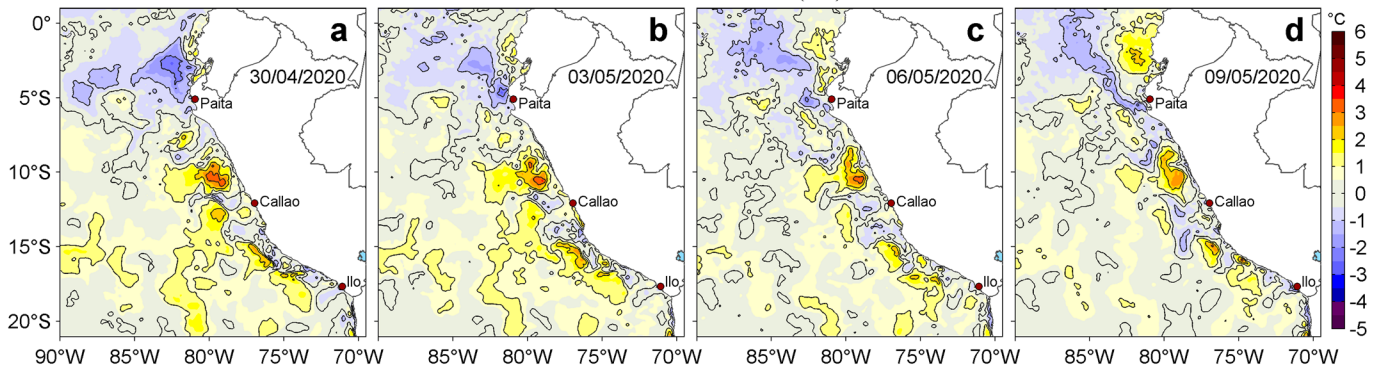 a
b
c
d
°C
0°
5°S
10°S
15°S
20°S
30/04/2020
03/05/2020
06/05/2020
09/05/2020
Paita
Paita
Paita
Paita
Callao
Callao
Callao
Callao
Ilo
Ilo
Ilo
Ilo
90°W 85°W 80°W 75°W 70°W
85°W 80°W 75°W 70°W
85°W 80°W 75°W 70°W
85°W 80°W 75°W 70°W
6
5
4
3
2
1
0
-1
-2
-3
-4
-5